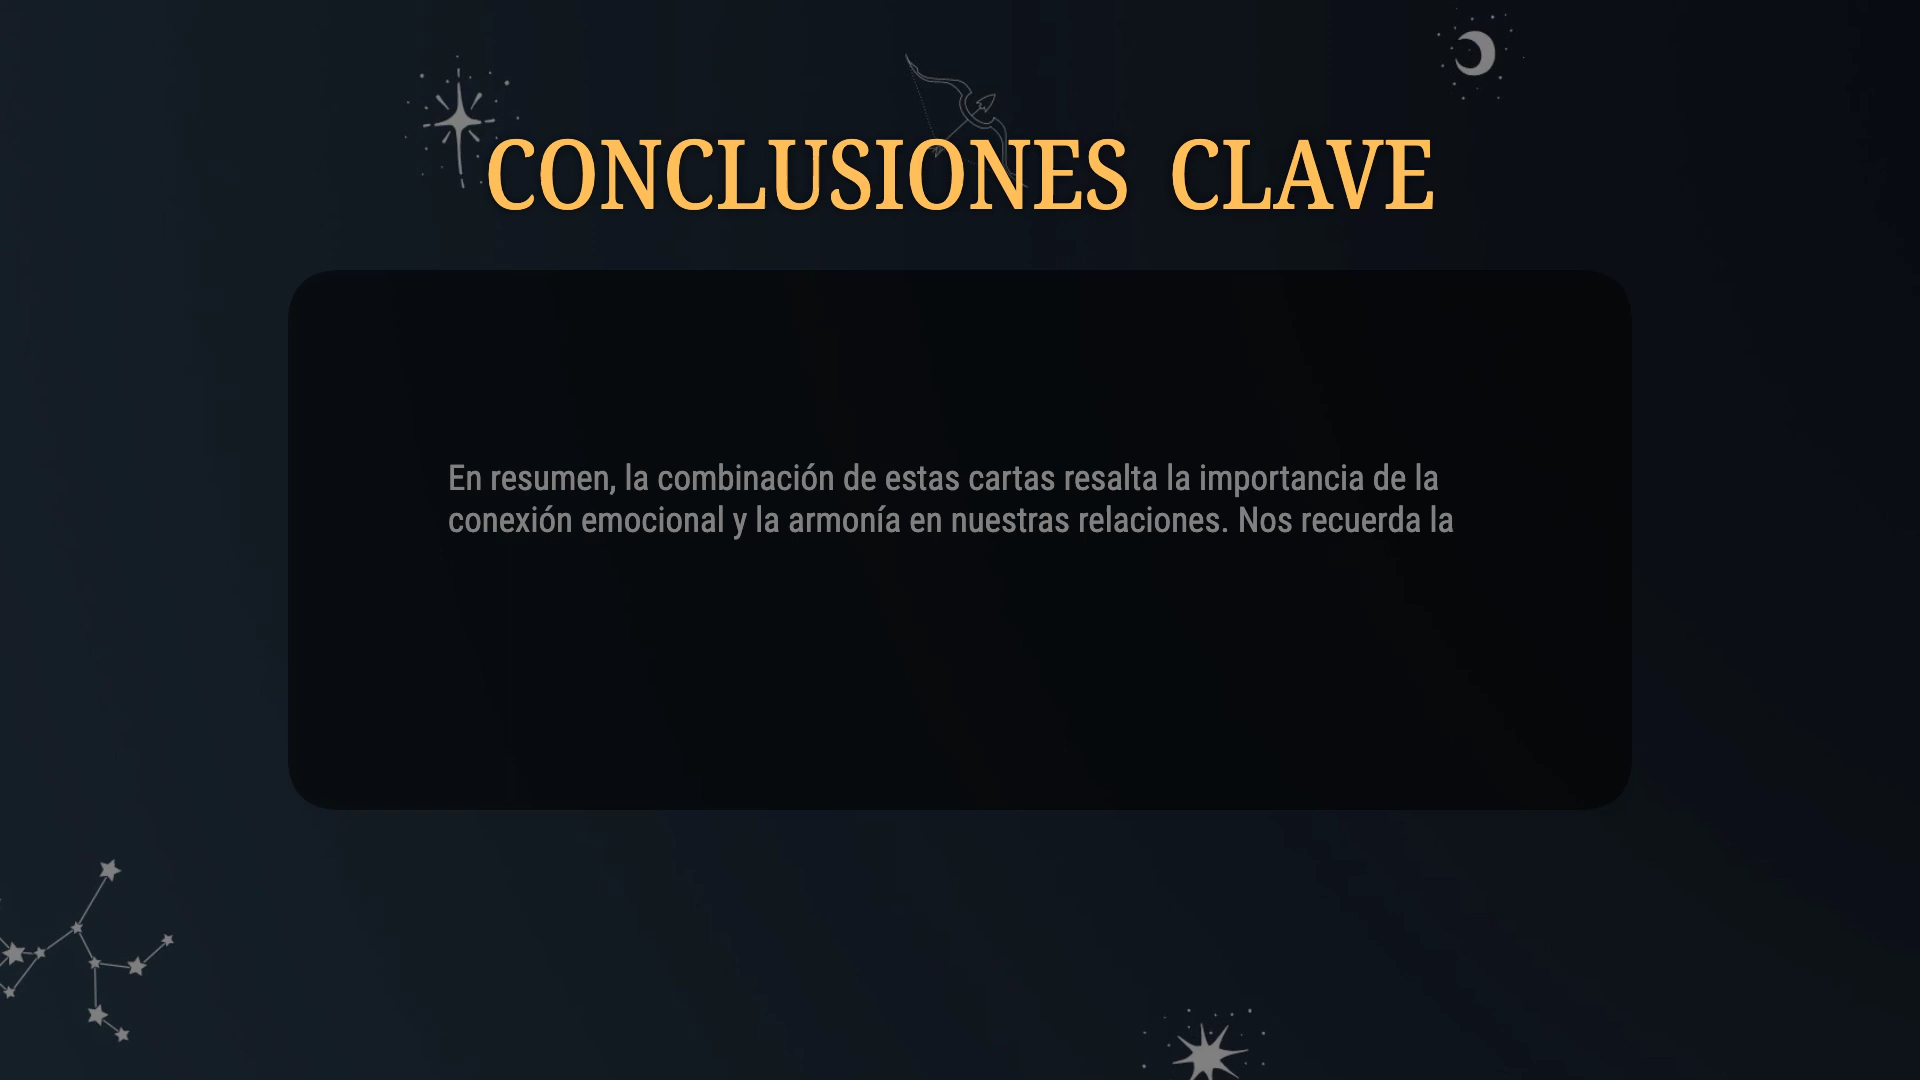 CONCLUSIONES CLAVE
En resumen, la combinación de estas cartas resalta la importancia de la
conexión emocional y la armonía en nuestras relaciones. Nos recuerda la